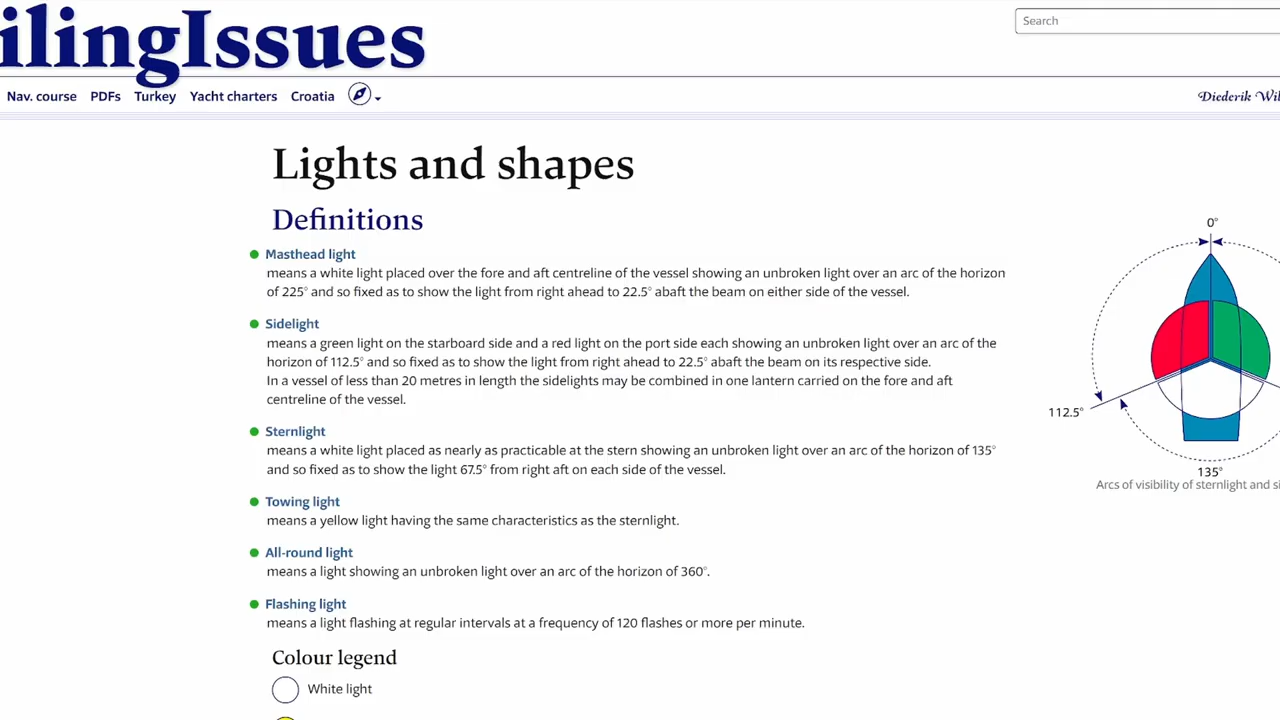 ilingIssues
Search
Nav. course PDFs Turkey Yacht charters Croatia
Diederik Wil
Lights and shapes
Definitions
Masthead light
means a white light placed over the fore and aft centreline of the vessel showing an unbroken light over an arc of the horizon
of 225° and so fixed as to show the light from right ahead to 22.5° abaft the beam on either side of the vessel.
Sidelight
means a green light on the starboard side and a red light on the port side each showing an unbroken light over an arc of the
horizon of 112.5° and so fixed as to show the light from right ahead to 22.5° abaft the beam on its respective side.
In a vessel of less than 20 metres in length the sidelights may be combined in one lantern carried on the fore and aft
centreline of the vessel.
Sternlight
means a white light placed as nearly as practicable at the stern showing an unbroken light over an arc of the horizon of 135°
and so fixed as to show the light 67.5° from right aft on each side of the vessel.
Towing light
means a yellow light having the same characteristics as the sternlight.
All-round light
means a light showing an unbroken light over an arc of the horizon of 360°.
Flashing light
means a light flashing at regular intervals at a frequency of 120 flashes or more per minute.
Colour legend
White light
0°
112.5°
135°
Arcs of visibility of sternlight and si